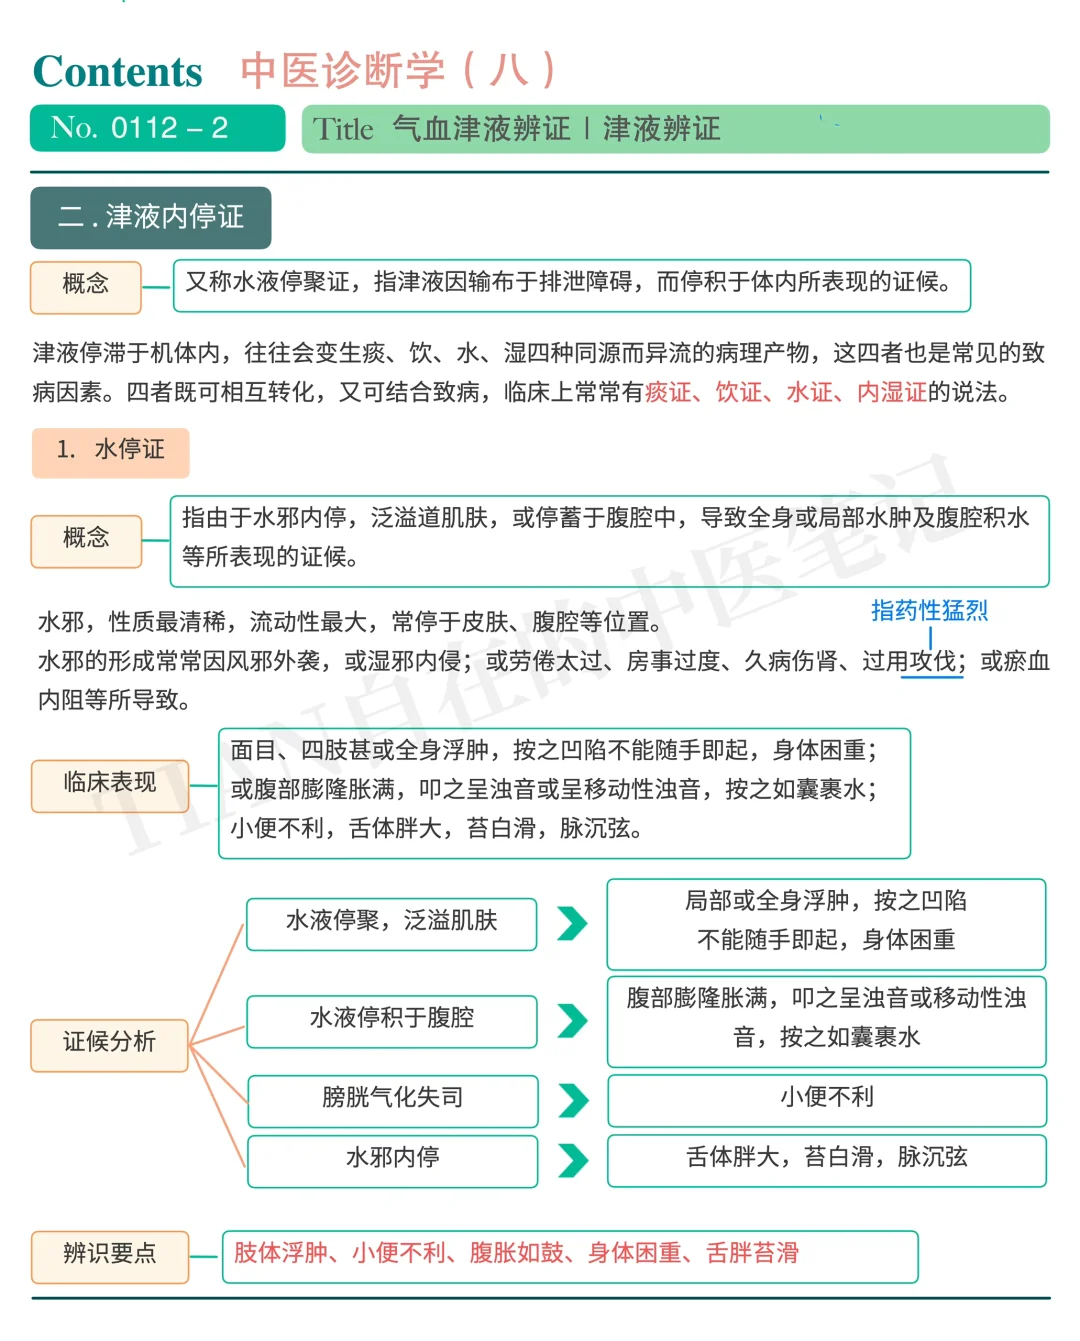 Contents 中医诊断学（八）
No. 0112 – 2
Title 气血津液辨证 | 津液辨证
二 . 津液内停证
概念
又称水液停聚证，指津液因输布于排泄障碍，而停积于体内所表现的证候。
津液停滞于机体内，往往会变生痰、饮、水、湿四种同源而异流的病理产物，这四者也是常见的致
病因素。四者既可相互转化，又可结合致病，临床上常常有痰证、饮证、水证、内湿证的说法。
1. 水停证
概念
指由于水邪内停，泛溢道肌肤，或停蓄于腹腔中，导致全身或局部水肿及腹腔积水
等所表现的证候。
水邪，性质最清稀，流动性最大，常停于皮肤、腹腔等位置。
指药性猛烈
水邪的形成常常因风邪外袭，或湿邪内侵；或劳倦太过、房事过度、久病伤肾、过用攻伐；或瘀血
内阻等所导致。
临床表现
面目、四肢甚或全身浮肿，按之凹陷不能随手即起，身体困重；
或腹部膨隆胀满，叩之呈浊音或呈移动性浊音，按之如囊裹水；
小便不利，舌体胖大，苔白滑，脉沉弦。
证候分析
水液停聚，泛溢肌肤
局部或全身浮肿，按之凹陷
不能随手即起，身体困重
水液停积于腹腔
腹部膨隆胀满，叩之呈浊音或移动性浊
音，按之如囊裹水
膀胱气化失司
小便不利
水邪内停
舌体胖大，苔白滑，脉沉弦
辨识要点
肢体浮肿、小便不利、腹胀如鼓、身体困重、舌胖苔滑
TIAN自在的中医笔记